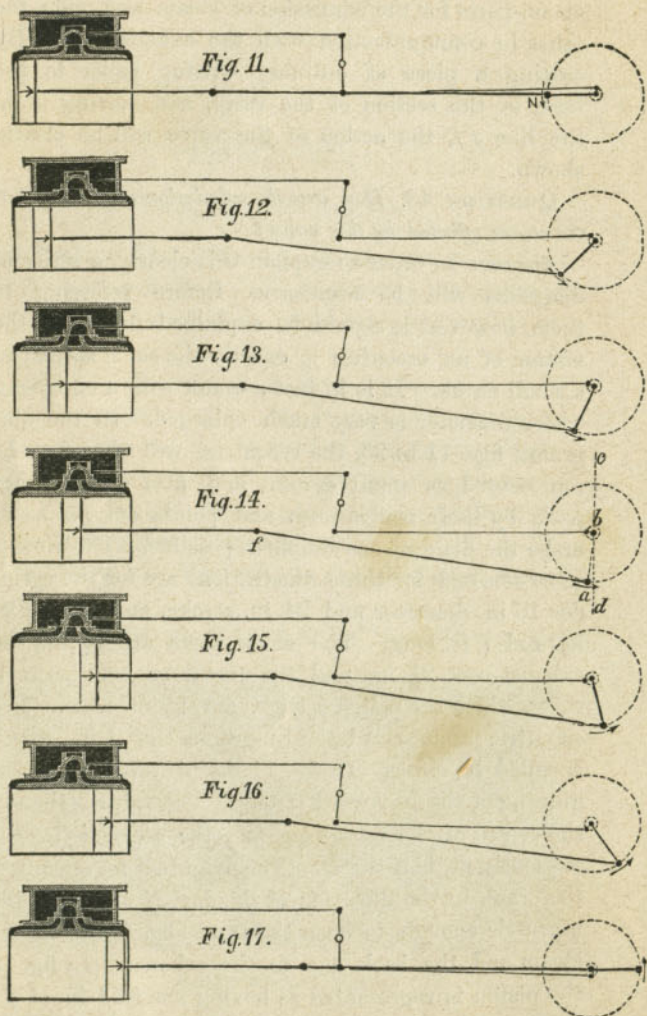 Fig. 11.
N
Fig. 12.
Fig. 13.
c
Fig. 14.
b
f
a
d
Fig. 15.
Fig. 16
Fig. 17.